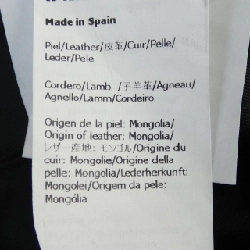 Made in Spain
Piel/Leather/皮革/Cuir/Pelle/
Leder/Pele
Cordero/Lamb /羊革/Agneau/
Agnello/Lamm/Cordeiro
Origen de la piel: Mongolia/
Origin of leather: Mongolia/
レザー産地: モンゴル/Origine du
cuir: Mongolie/Origine della
pelle: Mongolia/Lederherkunft:
Mongolei/Origem da pele:
Mongólia